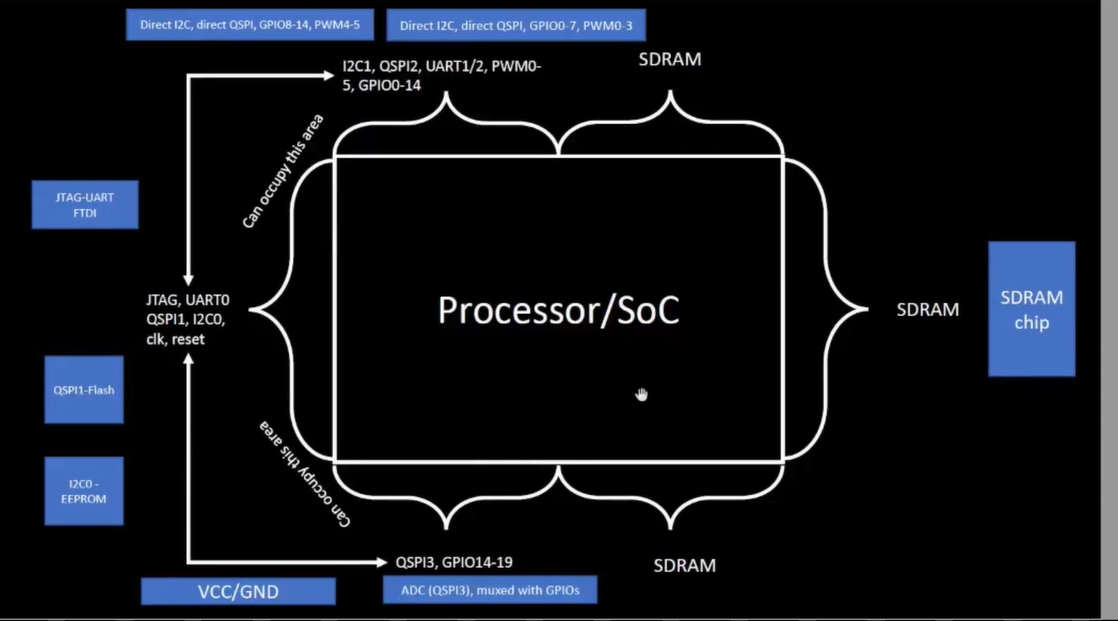 Direct I2C, direct QSPI, GPIO8-14, PWM4-5
Direct I2C, direct QSPI, GPIO0-7, PWM0-3
I2C1, QSPI2, UART1/2, PWM0-
5, GPIO0-14
SDRAM
Can occupy this area
JTAG-UART
FTDI
JTAG, UART0
QSPI1, I2C0,
clk, reset
Processor/SoC
SDRAM
SDRAM
chip
QSPI1-Flash
I2C0 -
EEPROM
Can occupy this area
QSPI3, GPIO14-19
SDRAM
VCC/GND
ADC (QSPI3), muxed with GPIOs